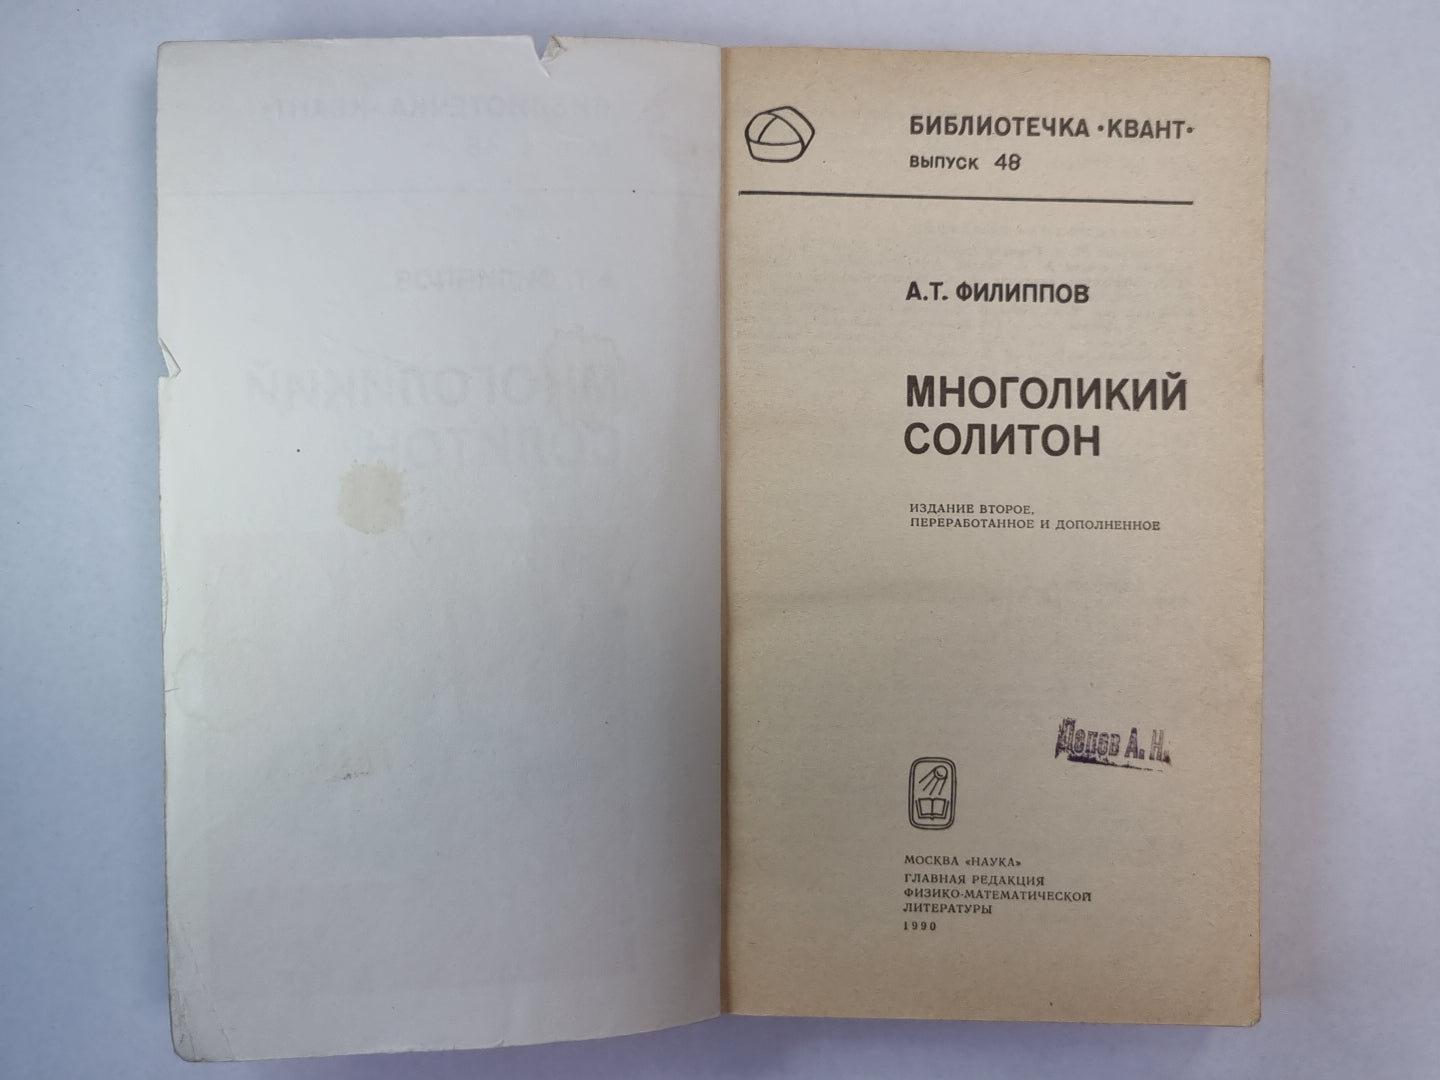 БИБЛИОТЕЧКА •КВАНТ•
ВЫПУСК 48
А.Т. ФИЛИППОВ
МНОГОЛИКИЙ
СОЛИТОН
ИЗДАНИЕ ВТОРОЕ,
ПЕРЕРАБОТАННОЕ И ДОПОЛНЕННОЕ
А. Н.
МОСКВА «НАУКА»
ГЛАВНАЯ РЕДАКЦИЯ
ФИЗИКО-МАТЕМАТИЧЕСКОЙ
ЛИТЕРАТУРЫ
1990